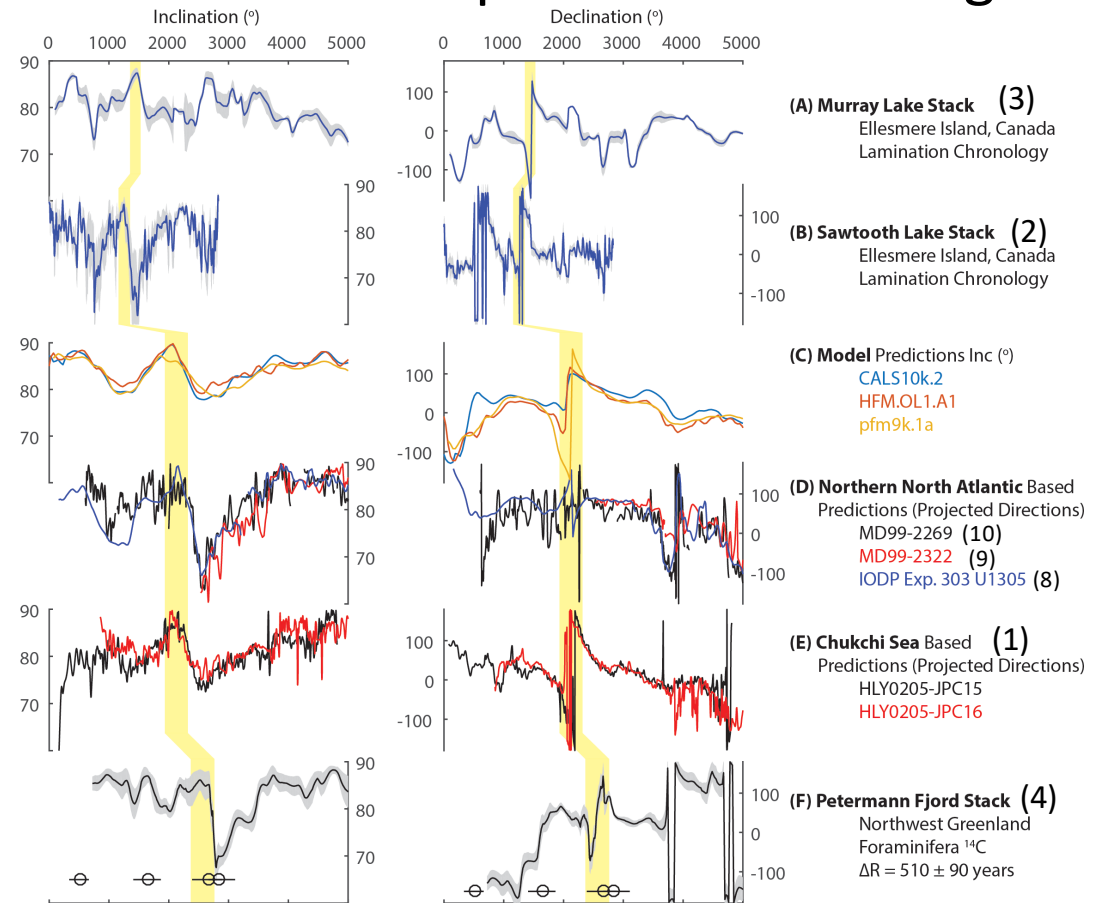 Inclination (º)
Declination (º)
0 1000 2000 3000 4000 5000
0 1000 2000 3000 4000 5000
90
80
70
100
0
-100
(A) Murray Lake Stack (3)
Ellesmere Island, Canada
Lamination Chronology
90
80
70
100
0
-100
(B) Sawtooth Lake Stack (2)
Ellesmere Island, Canada
Lamination Chronology
90
80
70
100
0
-100
(C) Model Predictions Inc (º)
CALS10k.2
HFM.OL1.A1
pfm9k.1a
90
80
70
100
0
-100
(D) Northern North Atlantic Based
Predictions (Projected Directions)
MD99-2269 (10)
MD99-2322 (9)
IODP Exp. 303 U1305 (8)
90
80
70
100
0
-100
(E) Chukchi Sea Based (1)
Predictions (Projected Directions)
HLY0205-JPC15
HLY0205-JPC16
90
80
70
100
0
-100
(F) Petermann Fjord Stack (4)
Northwest Greenland
Foraminifera ¹⁴C
ΔR = 510 ± 90 years